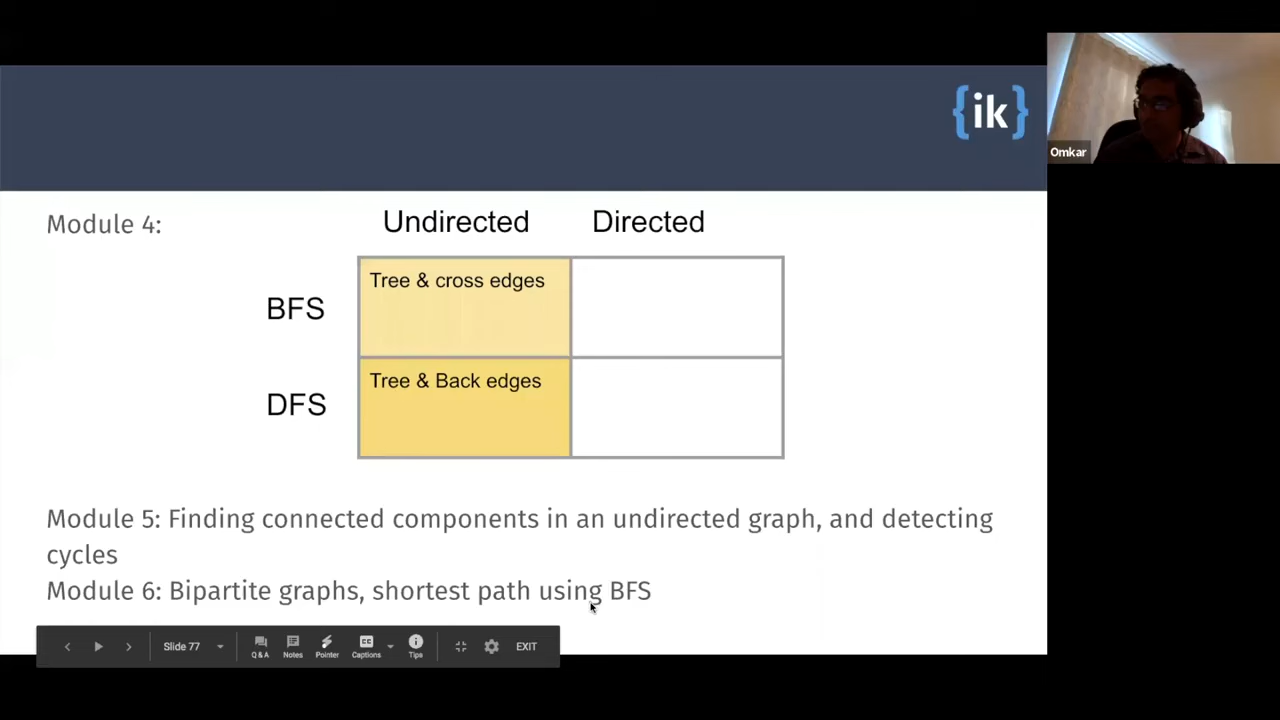 {ik}
Omkar
Module 4:
Undirected Directed
BFS
Tree & cross edges
DFS
Tree & Back edges
Module 5: Finding connected components in an undirected graph, and detecting
cycles
Module 6: Bipartite graphs, shortest path using BFS
Slide 77
Q & A
Notes
Pointer
CC
Captions
Tips
EXIT